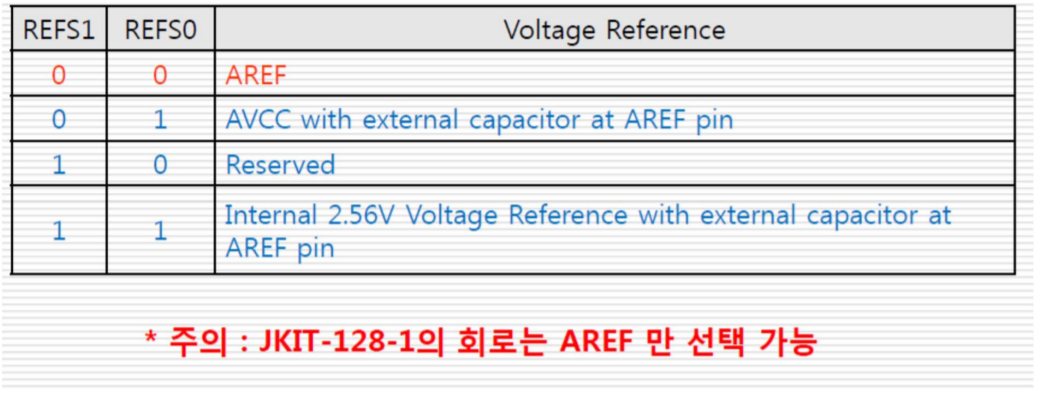 REFS1 REFS0 Voltage Reference
0 0 AREF
0 1 AVCC with external capacitor at AREF pin
1 0 Reserved
1 1 Internal 2.56V Voltage Reference with external capacitor at
AREF pin
* 주의 : JKIT-128-1의 회로는 AREF 만 선택 가능